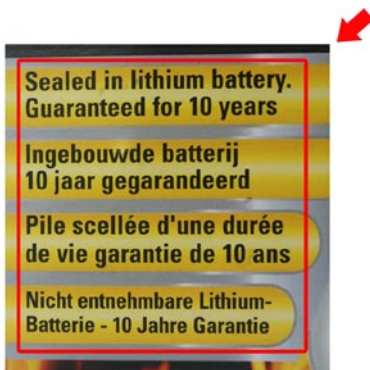 Sealed in lithium battery.
Guaranteed for 10 years
Ingebouwde batterij
10 jaar gegarandeerd
Pile scellée d'une durée
de vie garantie de 10 ans
Nicht entnehmbare Lithium-
Batterie - 10 Jahre Garantie